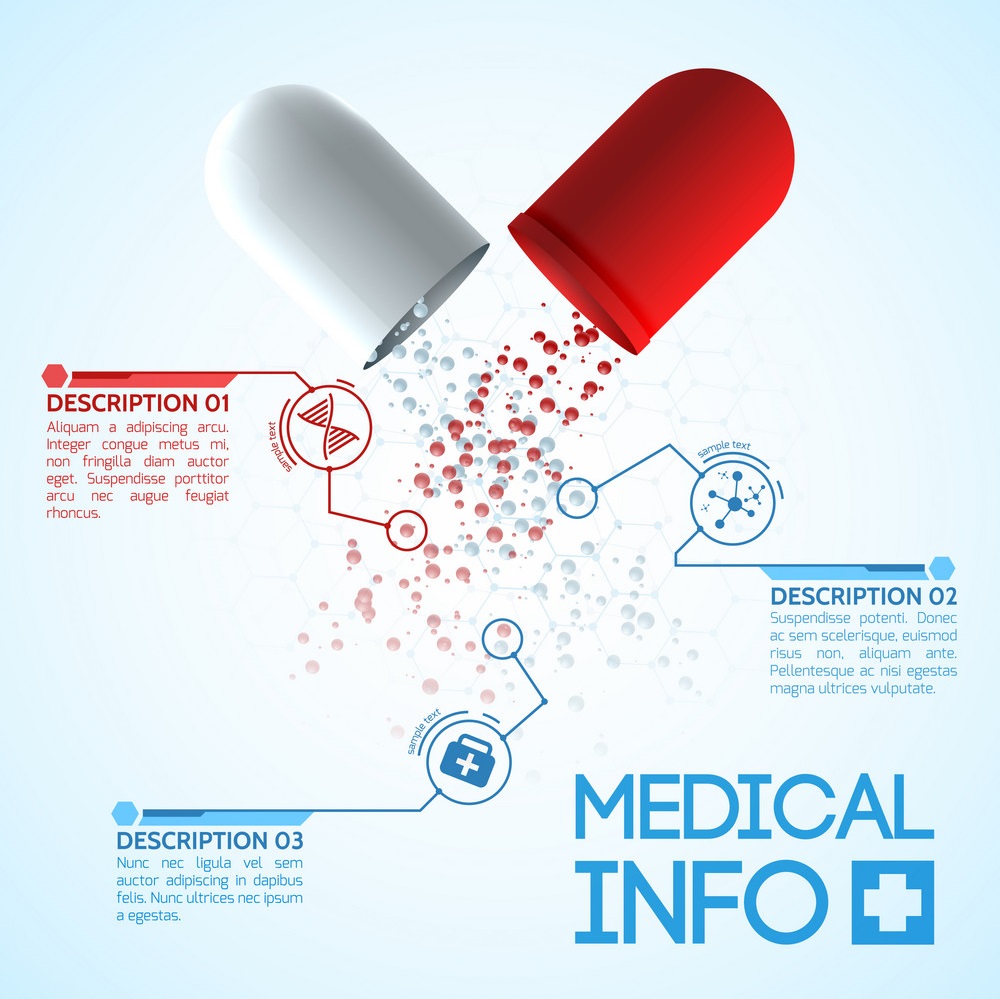 DESCRIPTION 01
Aliquam a adipiscing arcu.
Integer congue metus mi,
non fringilla diam auctor
eget. Suspendisse porttitor
arcu nec augue feugiat
rhoncus.
sample text
sample text
DESCRIPTION 02
Suspendisse potenti. Donec
ac sem scelerisque, euismod
risus non, aliquam ante.
Pellentesque ac nisi egestas
magna ultrices vulputate.
sample text
DESCRIPTION 03
Nunc nec ligula vel sem
auctor adipiscing in dapibus
felis. Nunc ultrices nec ipsum
a egestas.
MEDICAL
INFO